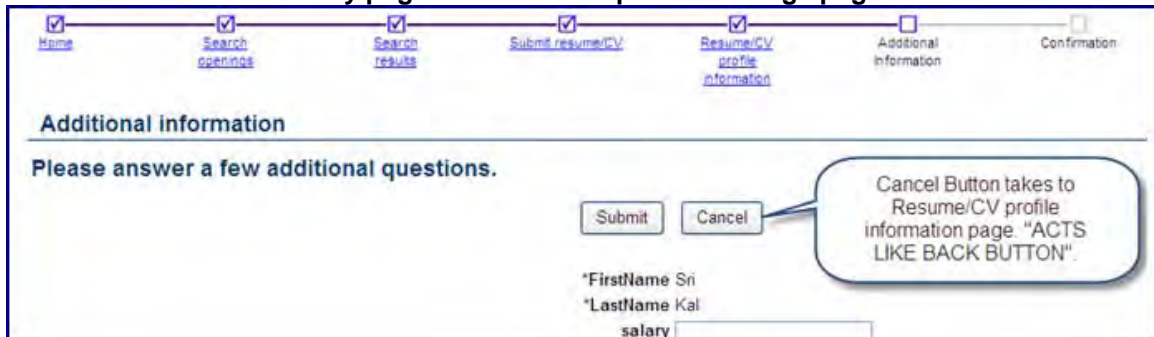 Home
Search
openings
Search
results
Submit resume/CV
Resume/CV
profile
information
Additional
information
Confirmation
Additional information
Please answer a few additional questions.
Submit
Cancel
Cancel Button takes to
Resume/CV profile
information page. "ACTS
LIKE BACK BUTTON".
*FirstName Sri
*LastName Kal
salary